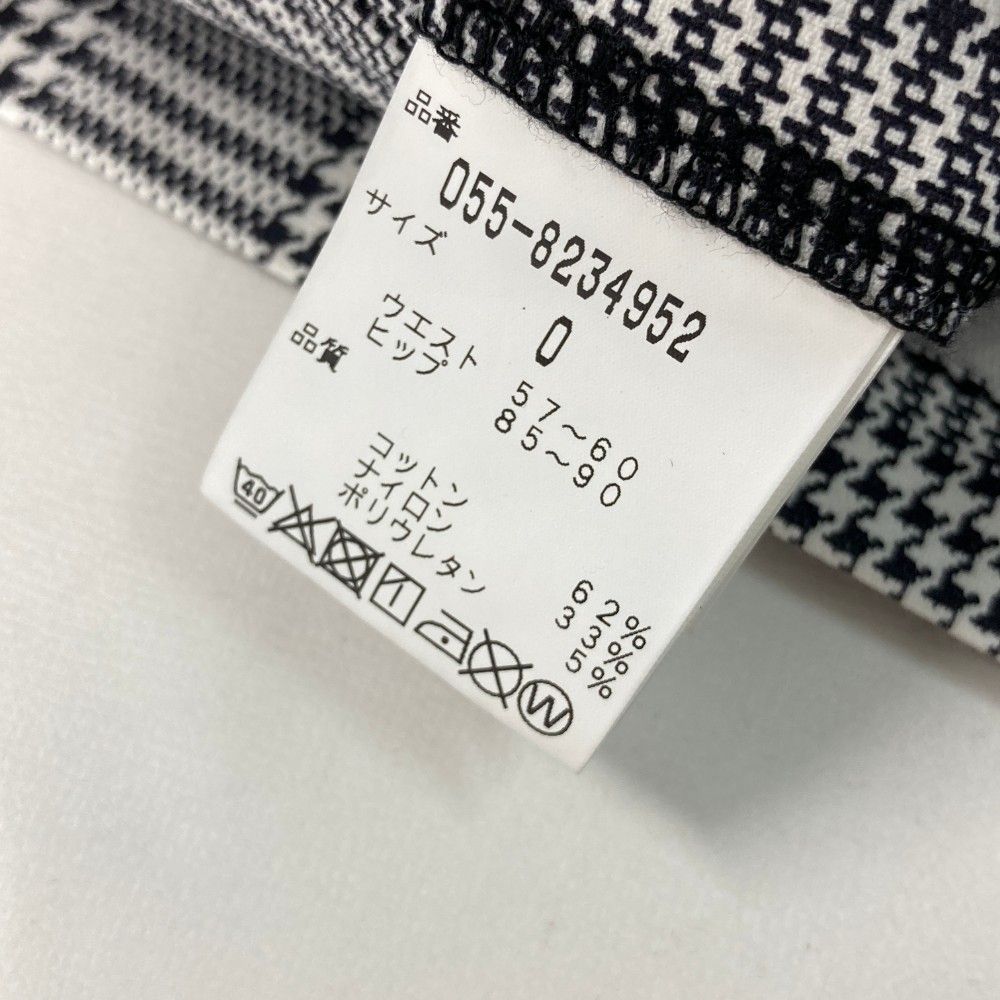 品番
055-8234952
サイズ
0
ウエスト 57～60
ヒップ 85～90
品質
コットン 62%
ナイロン 33%
ポリウレタン 5%
40
W